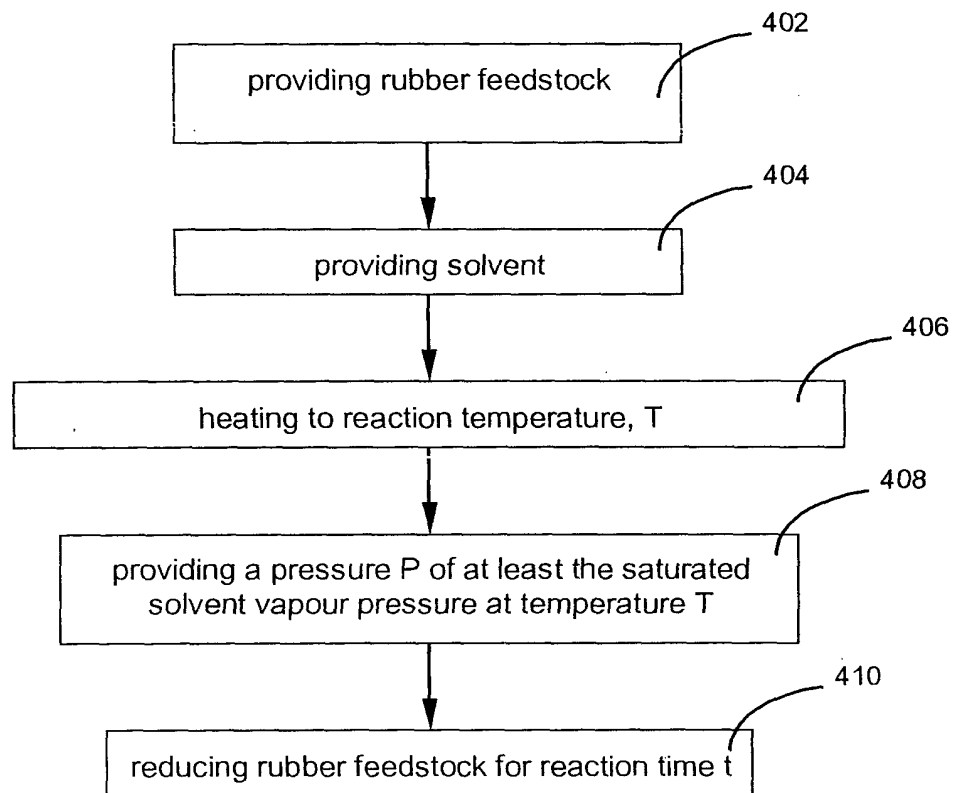 402
providing rubber feedstock
404
providing solvent
406
heating to reaction temperature, T
408
providing a pressure P of at least the saturated
solvent vapour pressure at temperature T
410
reducing rubber feedstock for reaction time t